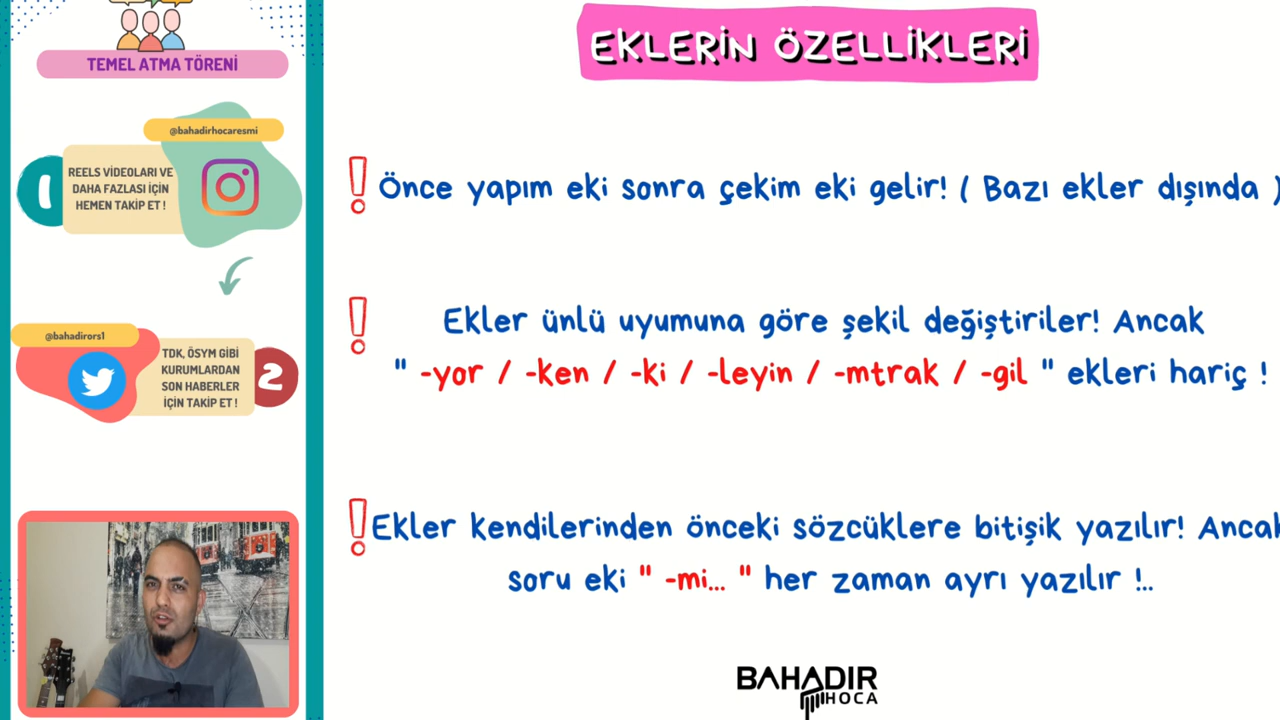 TEMEL ATMA TÖRENİ
@bahadirhocaresmi
1
REELS VİDEOLARI VE
DAHA FAZLASI İÇİN
HEMEN TAKİP ET !
@bahadirors1
TDK, ÖSYM GİBİ
KURUMLARDAN
SON HABERLER
İÇİN TAKİP ET !
2
EKLERİN ÖZELLİKLERİ
! Önce yapım eki sonra çekim eki gelir! ( Bazı ekler dışında )
! Ekler ünlü uyumuna göre şekil değiştiriler! Ancak
" -yor / -ken / -ki / -leyin / -mtrak / -gil " ekleri hariç !
! Ekler kendilerinden önceki sözcüklere bitişik yazılır! Ancak
soru eki " -mi... " her zaman ayrı yazılır !..
BAHADIR
HOCA